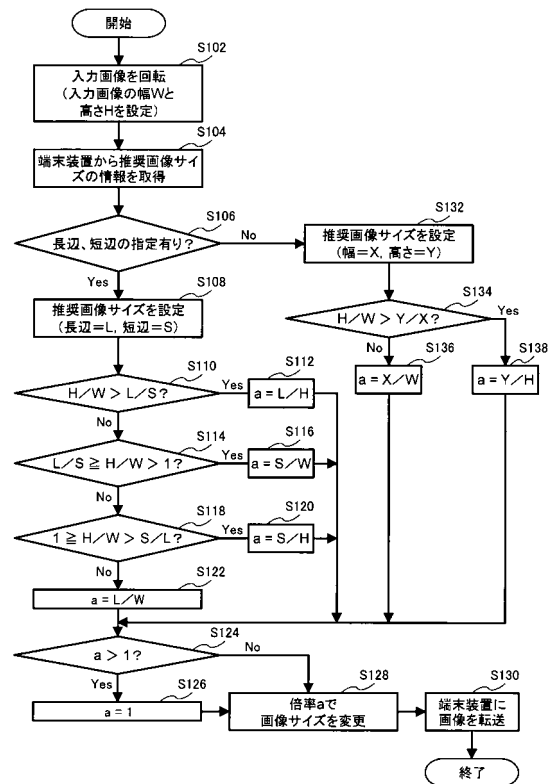 開始
S102
入力画像を回転
(入力画像の幅Wと
高さHを設定)
S104
端末装置から推奨画像サイ
ズの情報を取得
S106
長辺、短辺の指定有り?
No
Yes
S132
推奨画像サイズを設定
(幅=X, 高さ=Y)
S108
推奨画像サイズを設定
(長辺=L, 短辺=S)
S134
H/W > Y/X?
Yes
No
S136
a = X/W
S138
a = Y/H
S110
H/W > L/S?
Yes
No
S112
a = L/H
S114
L/S ≧ H/W > 1?
Yes
No
S116
a = S/W
S118
1 ≧ H/W > S/L?
Yes
No
S120
a = S/H
S122
a = L/W
S124
a > 1?
No
Yes
S126
a = 1
S128
倍率aで
画像サイズを変更
S130
端末装置に
画像を転送
終了